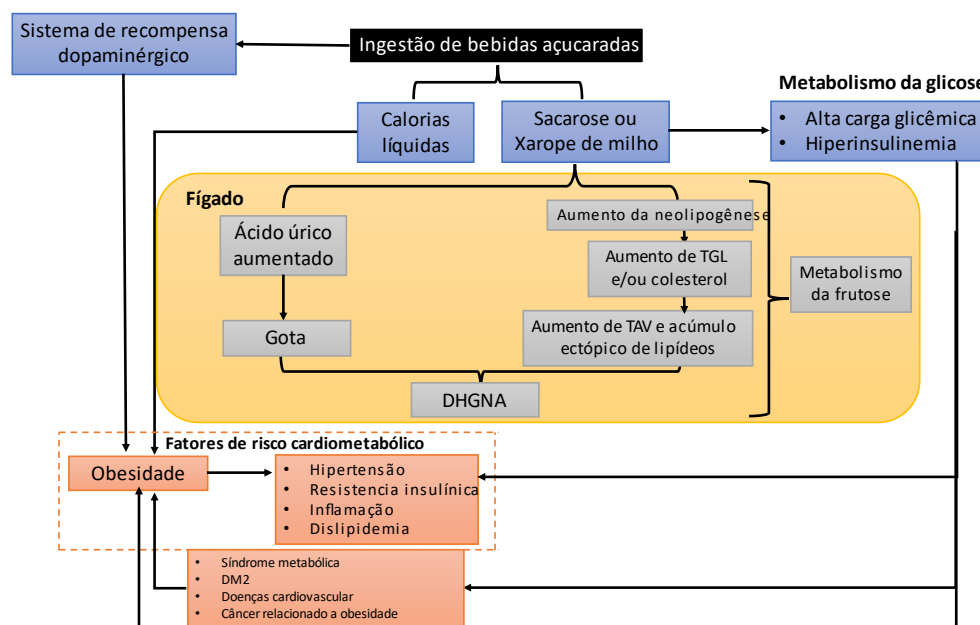 Sistema de recompensa
dopaminérgico
Ingestão de bebidas açucaradas
Metabolismo da glicose
Calorias
líquidas
Sacarose ou
Xarope de milho
• Alta carga glicêmica
• Hiperinsulinemia
Fígado
Ácido úrico
aumentado
Gota
Aumento da neolipogênese
Aumento de TGL
e/ou colesterol
Aumento de TAV e acúmulo
ectópico de lipídeos
Metabolismo
da frutose
DHGNA
Fatores de risco cardiometabólico
Obesidade
• Hipertensão
• Resistencia insulínica
• Inflamação
• Dislipidemia
• Síndrome metabólica
• DM2
• Doenças cardiovascular
• Câncer relacionado a obesidade